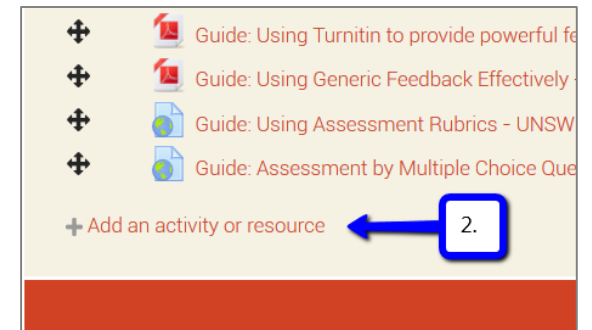 Guide: Using Turnitin to provide powerful
Guide: Using Generic Feedback Effectively -
Guide: Using Assessment Rubrics - UNSW
Guide: Assessment by Multiple Choice
Add an activity or resource
2.